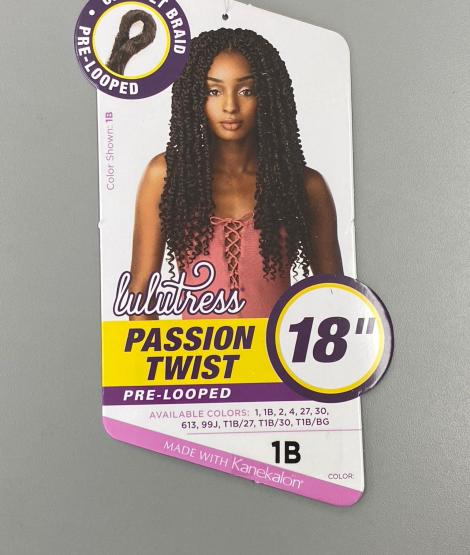 BRAID
PRE-LOOPED
Color Shown: 1B
lulutress
PASSION
TWIST
18"
PRE-LOOPED
AVAILABLE COLORS: 1, 1B, 2, 4, 27, 30,
613, 99J, T1B/27, T1B/30, T1B/BG
1B
MADE WITH Kanekalon®
COLOR: